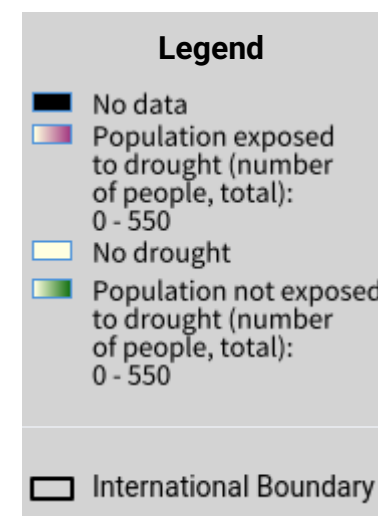 Legend
No data
Population exposed
to drought (number
of people, total):
0 - 550
No drought
Population not exposed
to drought (number
of people, total):
0 - 550
International Boundary